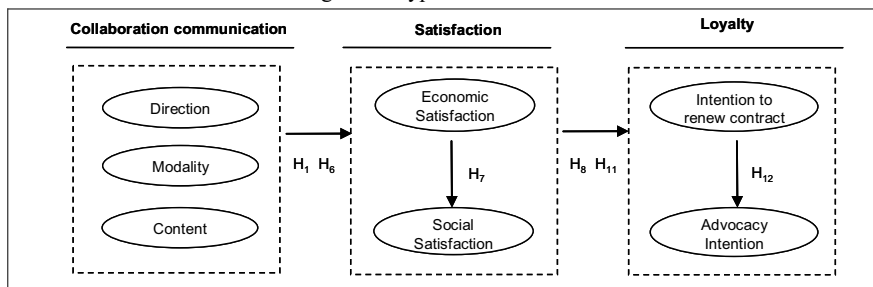 Collaboration communication
Satisfaction
Loyalty
Direction
Modality
Content
H1 H6
Economic
Satisfaction
H7
Social
Satisfaction
H8 H11
Intention to
renew contract
H12
Advocacy
Intention